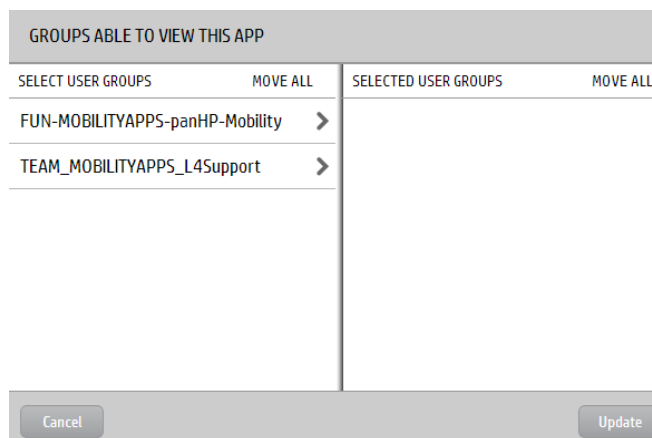 GROUPS ABLE TO VIEW THIS APP
SELECT USER GROUPS MOVE ALL
SELECTED USER GROUPS MOVE ALL
FUN-MOBILITYAPPS-panHP-Mobility
TEAM_MOBILITYAPPS_L4Support
Cancel
Update